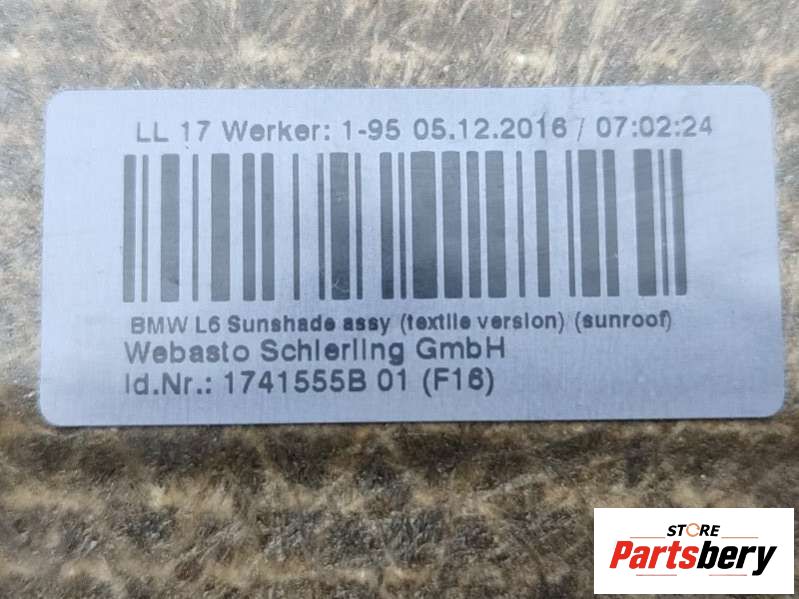 LL 17 Werker: 1-95 05.12.2016 / 07:02:24
BMW L6 Sunshade assy (textile version) (sunroof)
Webasto Schierling GmbH
Id.Nr.: 1741555B 01 (F16)
STORE
Partsbery